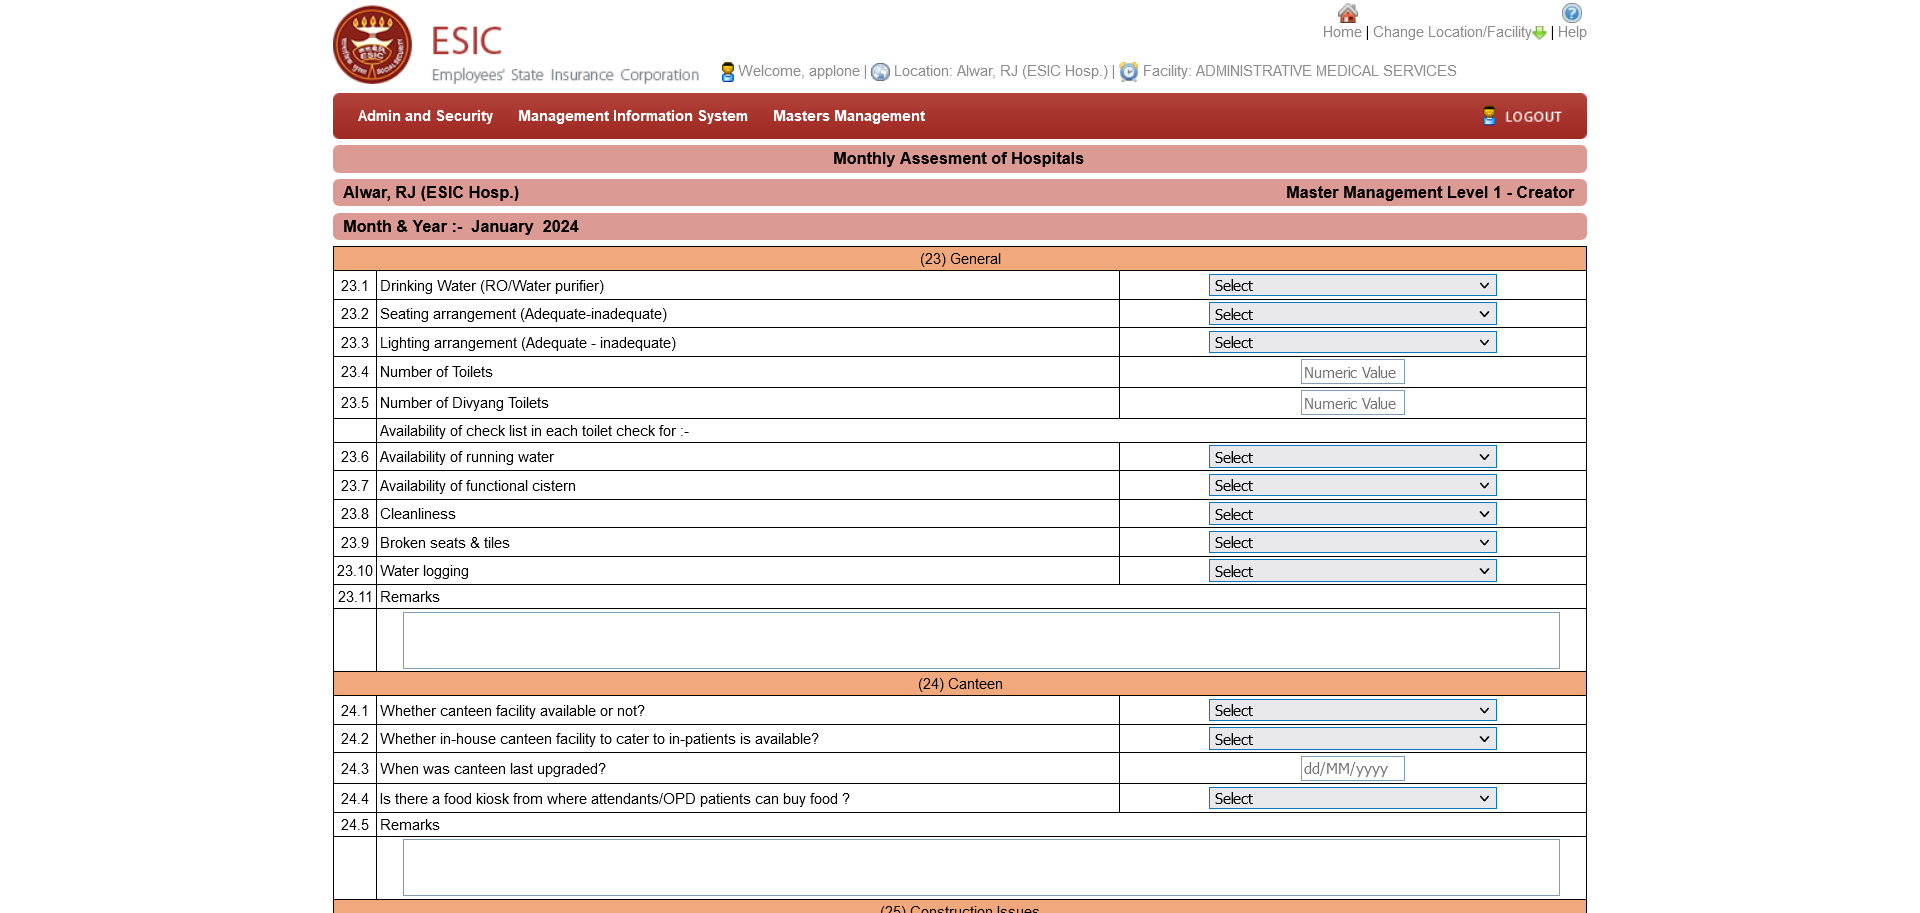 ESIC
Employees' State Insurance Corporation
Home | Change Location/Facility | Help
Welcome, applone | Location: Alwar, RJ (ESIC Hosp.) | Facility: ADMINISTRATIVE MEDICAL SERVICES
Admin and Security Management Information System Masters Management LOGOUT
Monthly Assesment of Hospitals
Alwar, RJ (ESIC Hosp.) Master Management Level 1 - Creator
Month & Year :- January 2024
(23) General
23.1 Drinking Water (RO/Water purifier) Select
23.2 Seating arrangement (Adequate-inadequate) Select
23.3 Lighting arrangement (Adequate - inadequate) Select
23.4 Number of Toilets Numeric Value
23.5 Number of Divyang Toilets Numeric Value
Availability of check list in each toilet check for :-
23.6 Availability of running water Select
23.7 Availability of functional cistern Select
23.8 Cleanliness Select
23.9 Broken seats & tiles Select
23.10 Water logging Select
23.11 Remarks
(24) Canteen
24.1 Whether canteen facility available or not? Select
24.2 Whether in-house canteen facility to cater to in-patients is available? Select
24.3 When was canteen last upgraded? dd/MM/yyyy
24.4 Is there a food kiosk from where attendants/OPD patients can buy food ? Select
24.5 Remarks
(25) Construction Issues